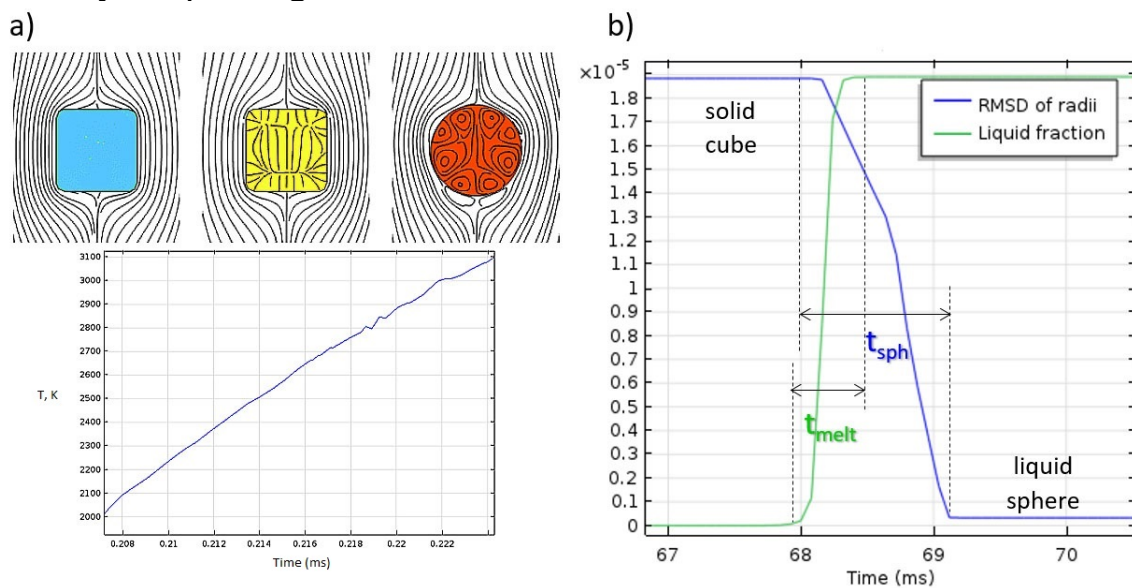 a)
3100
3000
2900
2800
2700
2600
2500
2400
2300
2200
2100
2000
T, K
0.208 0.21 0.212 0.214 0.216 0.218 0.22 0.222
Time (ms)
b)
×10⁻⁵
1.8
1.7
1.6
1.5
1.4
1.3
1.2
1.1
1
0.9
0.8
0.7
0.6
0.5
0.4
0.3
0.2
0.1
0
solid
cube
RMSD of radii
Liquid fraction
t_sph
t_melt
liquid
sphere
67 68 69 70
Time (ms)